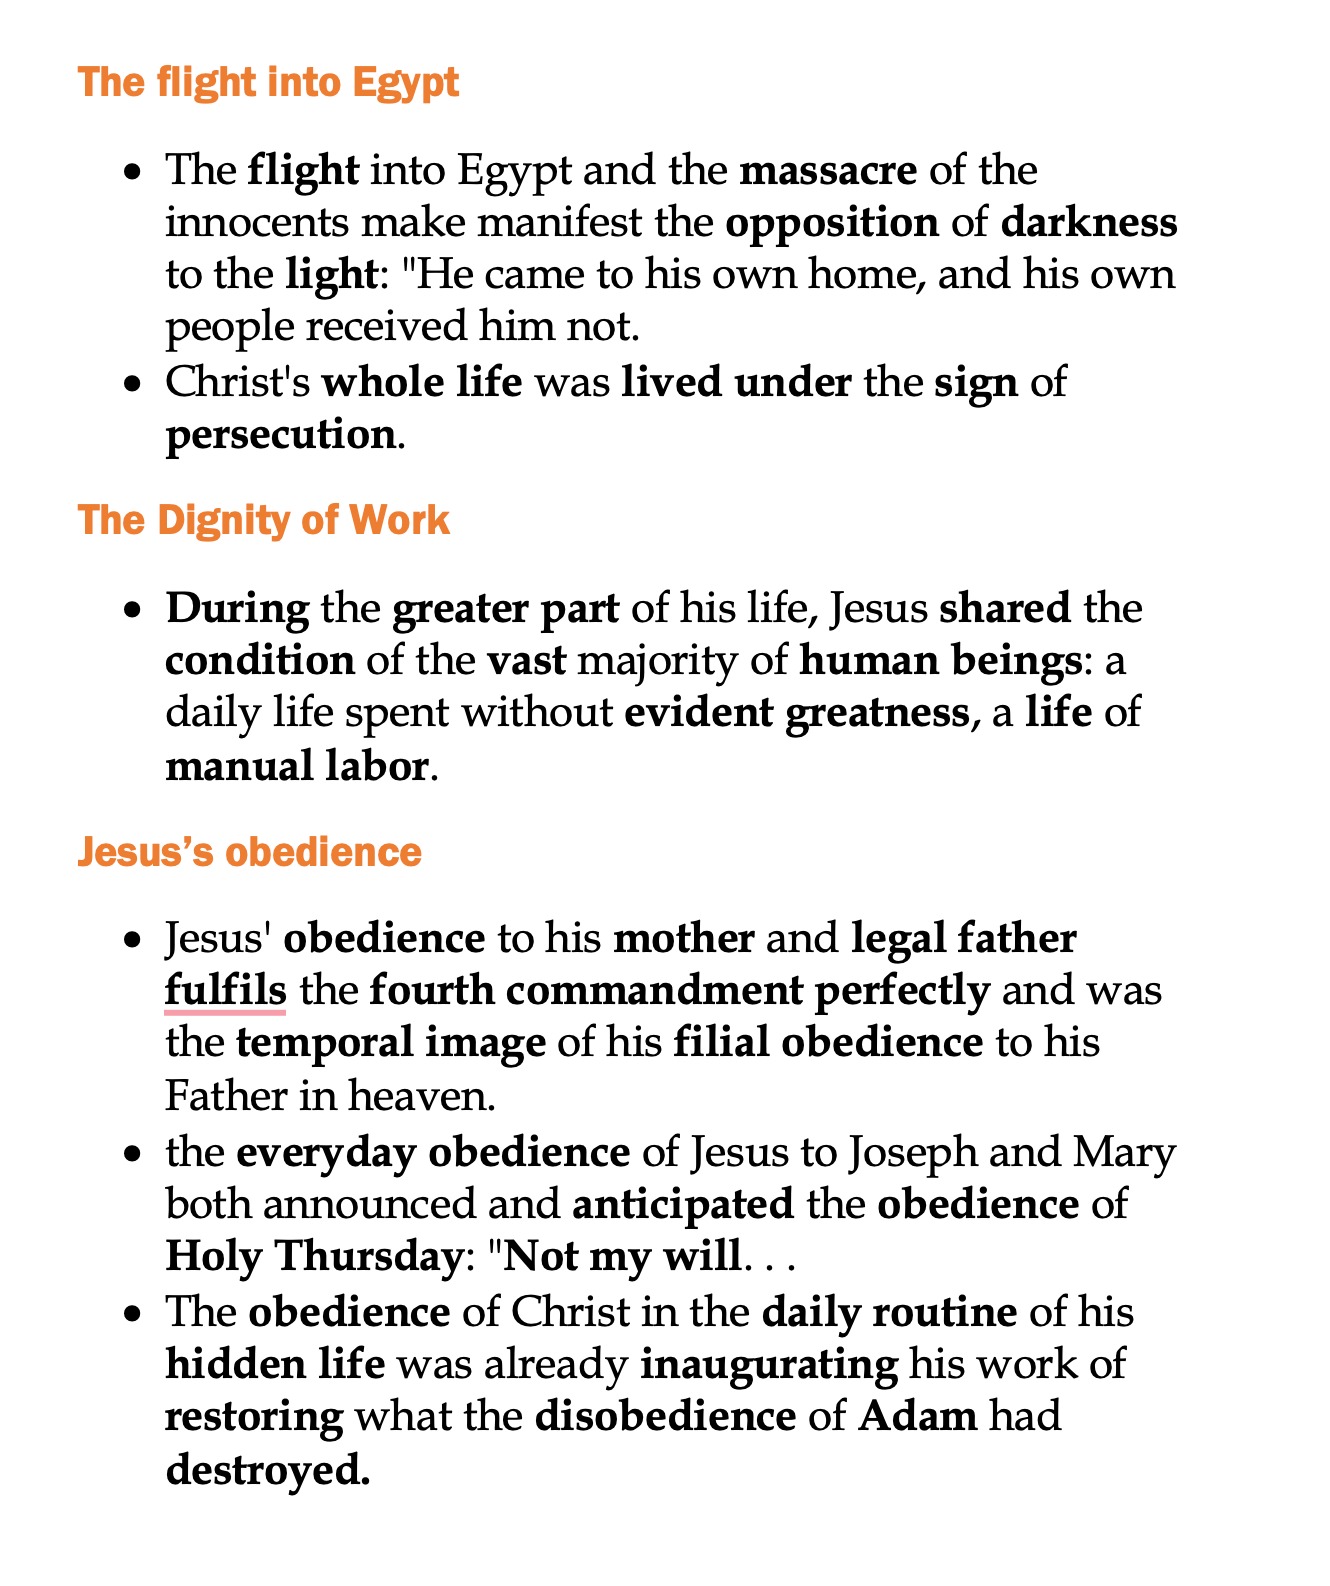 The flight into Egypt
• The flight into Egypt and the massacre of the
innocents make manifest the opposition of darkness
to the light: "He came to his own home, and his own
people received him not.
• Christ's whole life was lived under the sign of
persecution.
The Dignity of Work
• During the greater part of his life, Jesus shared the
condition of the vast majority of human beings: a
daily life spent without evident greatness, a life of
manual labor.
Jesus’s obedience
• Jesus' obedience to his mother and legal father
fulfils the fourth commandment perfectly and was
the temporal image of his filial obedience to his
Father in heaven.
• the everyday obedience of Jesus to Joseph and Mary
both announced and anticipated the obedience of
Holy Thursday: "Not my will. . .
• The obedience of Christ in the daily routine of his
hidden life was already inaugurating his work of
restoring what the disobedience of Adam had
destroyed.